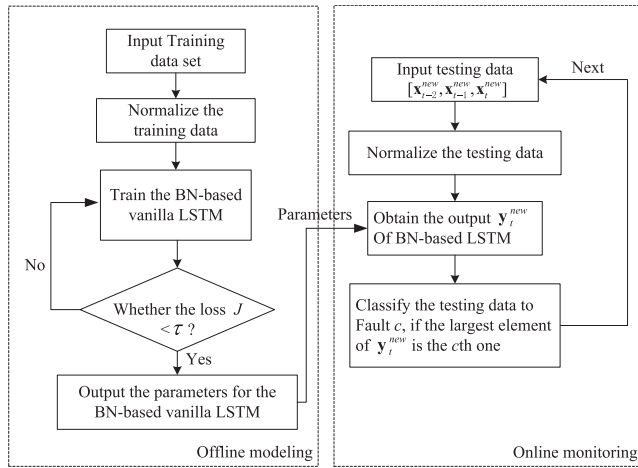 Input Training
data set
Normalize the
training data
Train the BN-based
vanilla LSTM
No
Whether the loss J
< τ ?
Yes
Output the parameters for the
BN-based vanilla LSTM
Offline modeling
Parameters
Input testing data
[x_{t-2}^{new}, x_{t-1}^{new}, x_t^{new}]
Next
Normalize the testing data
Obtain the output y_t^{new}
Of BN-based LSTM
Classify the testing data to
Fault c, if the largest element
of y_t^{new} is the cth one
Online monitoring